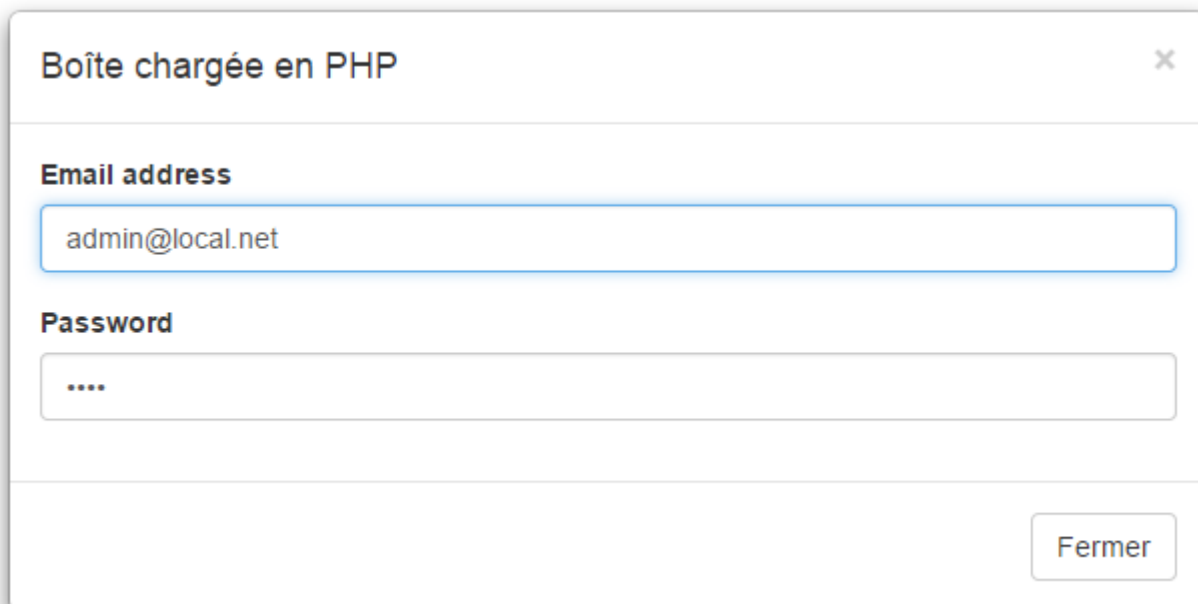 Boîte chargée en PHP
×
Email address
admin@local.net
Password
••••
Fermer